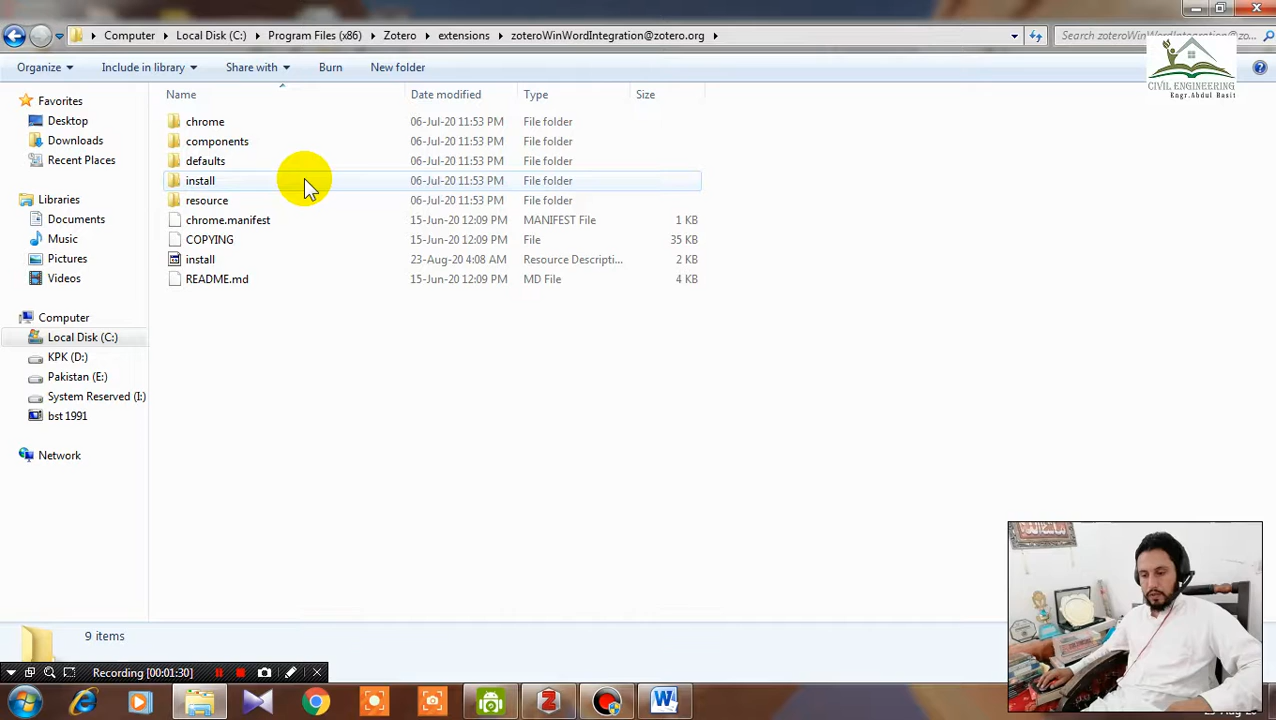 Computer Local Disk (C:) Program Files (x86) Zotero extensions zoteroWinWordIntegration@zotero.org
Search zoteroWinWordIntegration@zo...
CIVIL ENGINEERING
Engr.Abdul Basit
Organize Include in library Share with Burn New folder
Name Date modified Type Size
Favorites
Desktop
Downloads
Recent Places
Libraries
Documents
Music
Pictures
Videos
Computer
Local Disk (C:)
KPK (D:)
Pakistan (E:)
System Reserved (I:)
bst 1991
Network
chrome 06-Jul-20 11:53 PM File folder
components 06-Jul-20 11:53 PM File folder
defaults 06-Jul-20 11:53 PM File folder
install 06-Jul-20 11:53 PM File folder
resource 06-Jul-20 11:53 PM File folder
chrome.manifest 15-Jun-20 12:09 PM MANIFEST File 1 KB
COPYING 15-Jun-20 12:09 PM File 35 KB
install 23-Aug-20 4:08 AM Resource Descripti... 2 KB
README.md 15-Jun-20 12:09 PM MD File 4 KB
9 items
Recording [00:01:30]